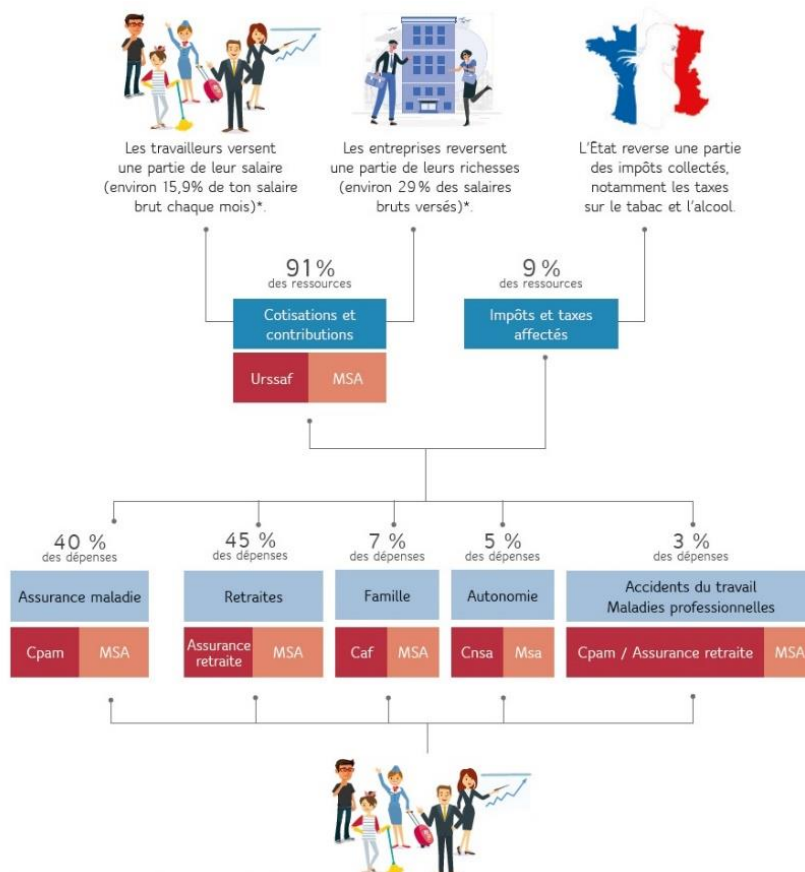 Les travailleurs versent
une partie de leur salaire
(environ 15,9% de ton salaire
brut chaque mois)*.
Les entreprises reversent
une partie de leurs richesses
(environ 29% des salaires
bruts versés)*.
L'État reverse une partie
des impôts collectés,
notamment les taxes
sur le tabac et l'alcool.
91%
des ressources
Cotisations et
contributions
Urssaf
MSA
9%
des ressources
Impôts et taxes
affectés
40 %
des dépenses
Assurance maladie
Cpam
MSA
45 %
des dépenses
Retraites
Assurance
retraite
MSA
7 %
des dépenses
Famille
Caf
MSA
5 %
des dépenses
Autonomie
Cnsa
Msa
3 %
des dépenses
Accidents du travail
Maladies professionnelles
Cpam / Assurance retraite
MSA